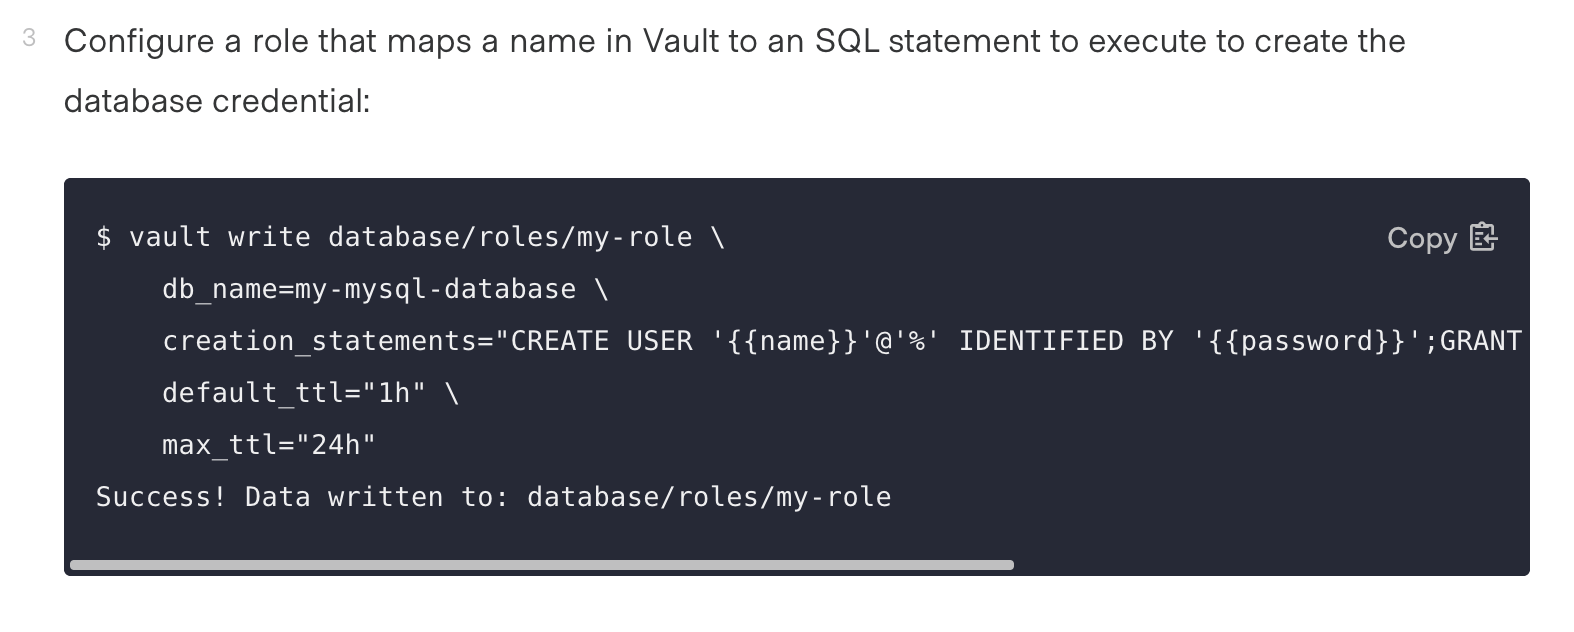 3 Configure a role that maps a name in Vault to an SQL statement to execute to create the
database credential:
$ vault write database/roles/my-role \
Copy
    db_name=my-mysql-database \
    creation_statements="CREATE USER '{{name}}'@'%' IDENTIFIED BY '{{password}}';GRANT
    default_ttl="1h" \
    max_ttl="24h"
Success! Data written to: database/roles/my-role